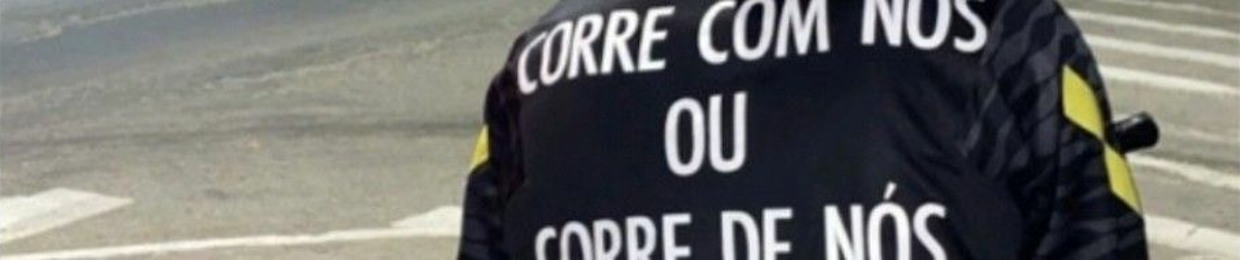 CORRE COM NÓS
OU
CORRE DE NÓS